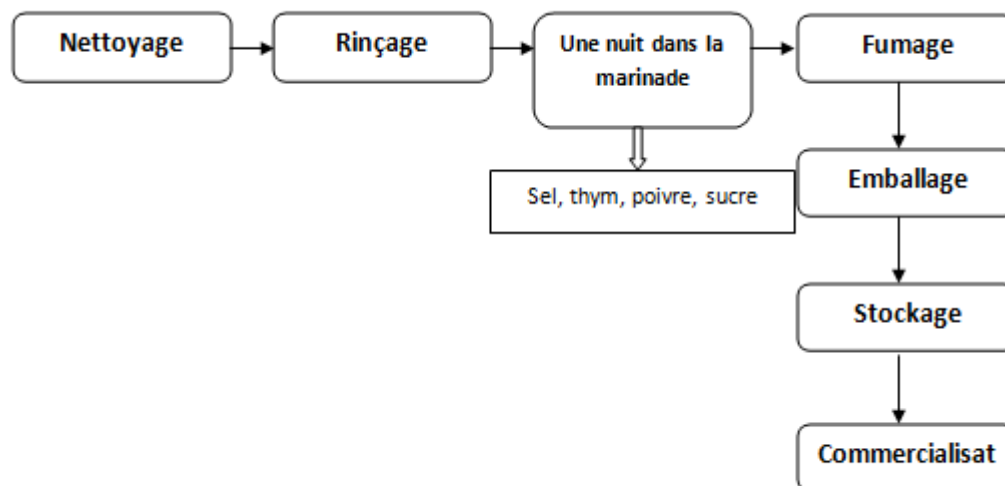 Nettoyage
Rinçage
Une nuit dans la
marinade
Fumage
Sel, thym, poivre, sucre
Emballage
Stockage
Commercialisat